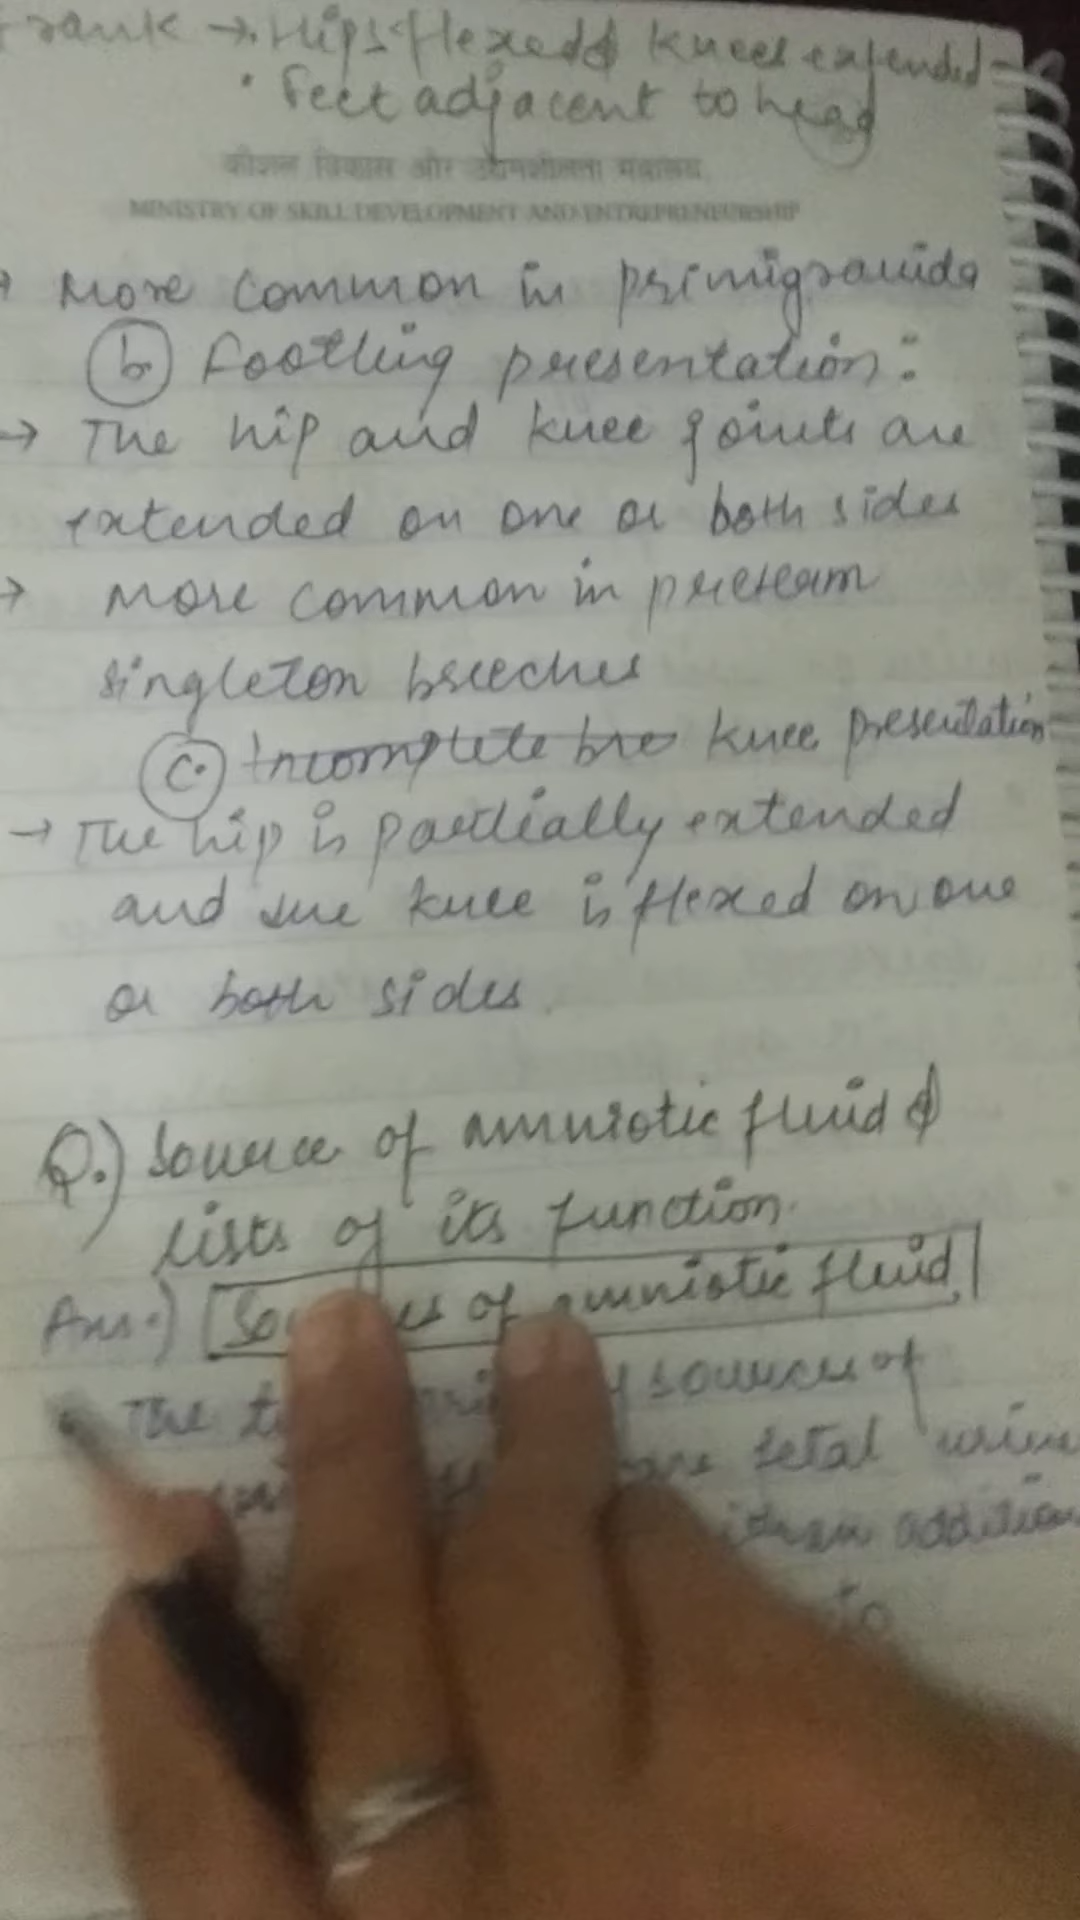 Frank → Hips flexed & knees extended
• feet adjacent to head
कौशल विकास और उद्यमशीलता मंत्रालय
MINISTRY OF SKILL DEVELOPMENT AND ENTREPRENEURSHIP
→ More common in primigravida
(b.) Footling presentation:
→ The hip and knee joints are
extended on one or both sides
→ More common in preterm
singleton breeches
(c.) Incomplete bre knee presentation
→ The hip is partially extended
and the knee is flexed on one
or both sides.
Q.) Source of amniotic fluid &
lists of its function.
Ans.) Sources of amniotic fluid
• The sources of
are fetal urine
addition